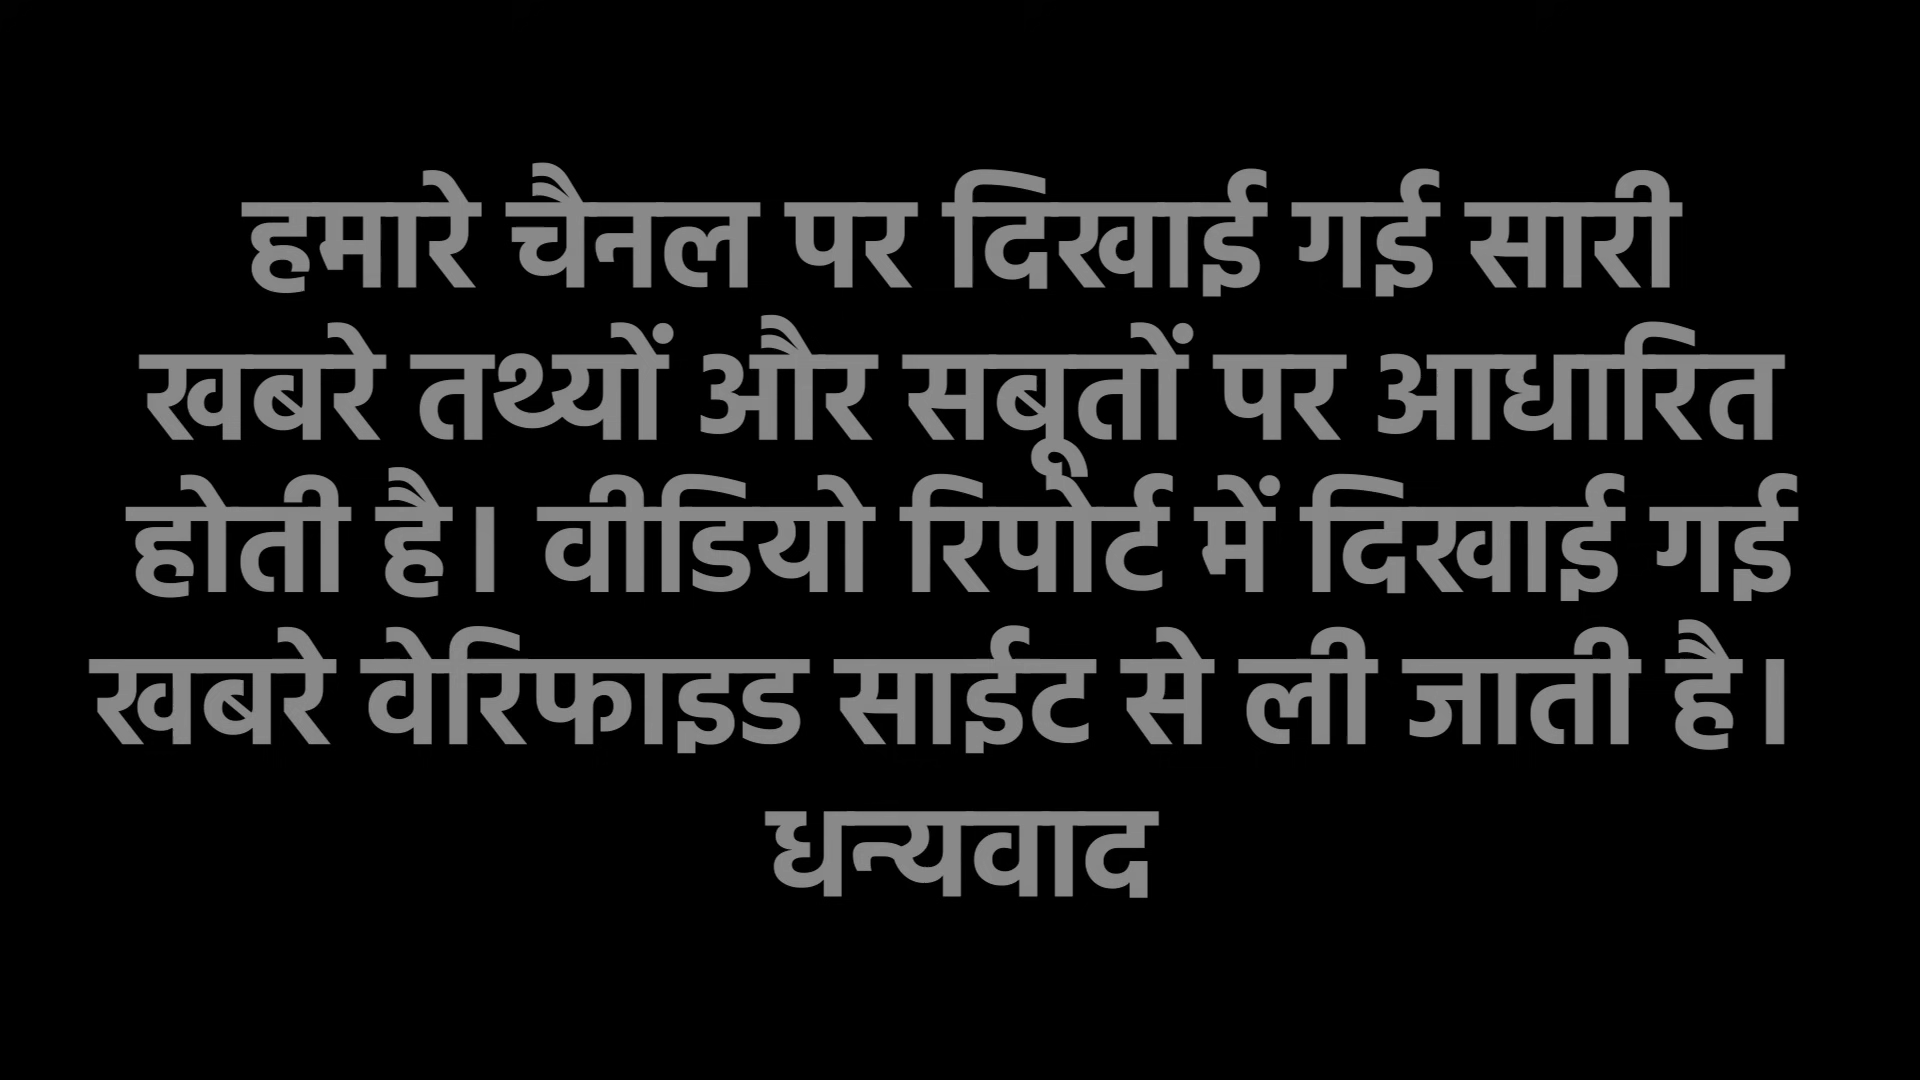 हमारे चैनल पर दिखाई गई सारी
खबरे तथ्यों और सबूतों पर आधारित
होती है। वीडियो रिपोर्ट में दिखाई गई
खबरे वेरिफाइड साईट से ली जाती है।
धन्यवाद